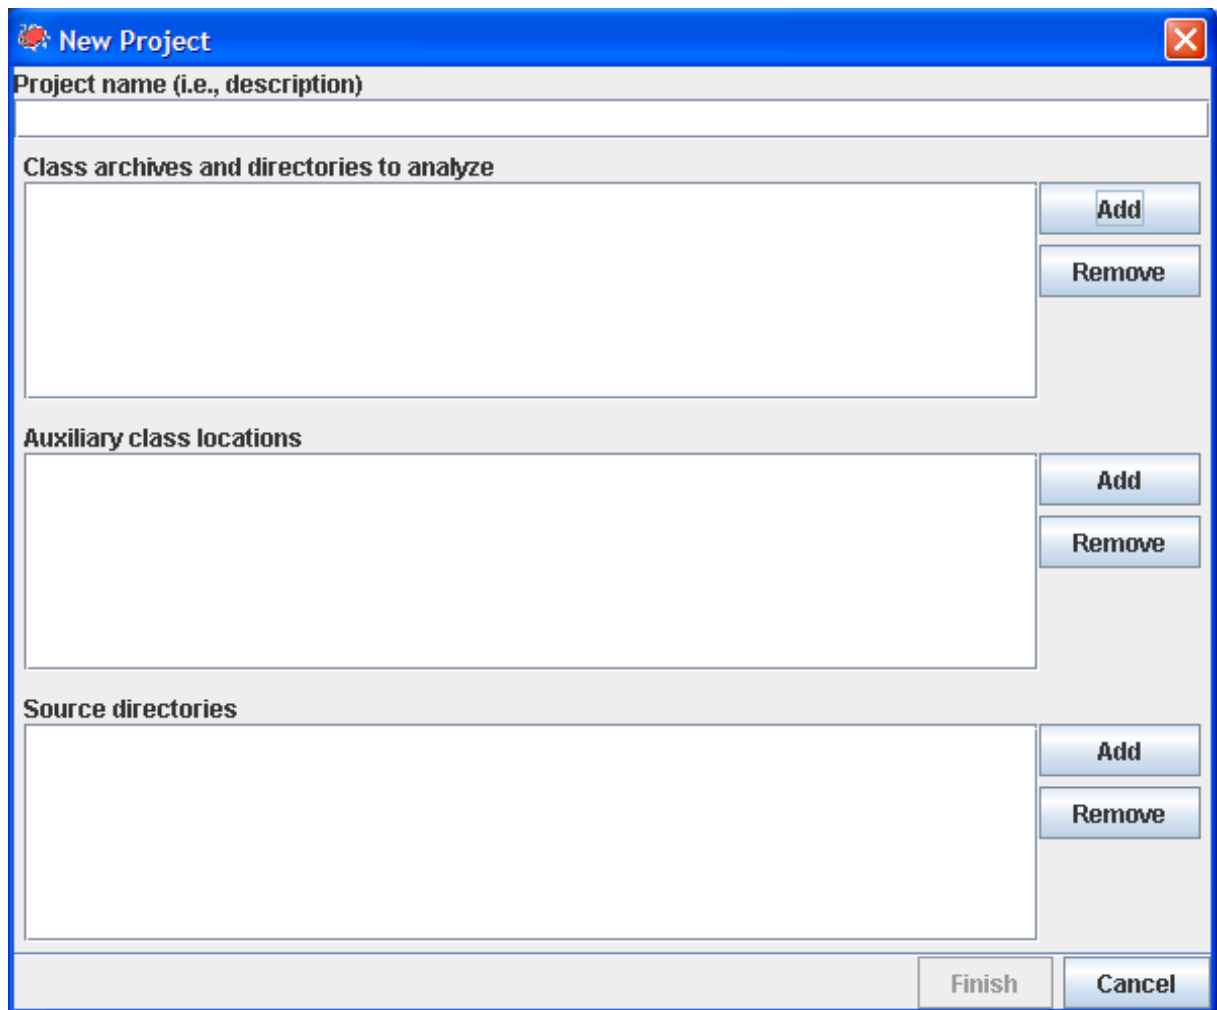 New Project
Project name (i.e., description)
Class archives and directories to analyze
Add
Remove
Auxiliary class locations
Add
Remove
Source directories
Add
Remove
Finish Cancel